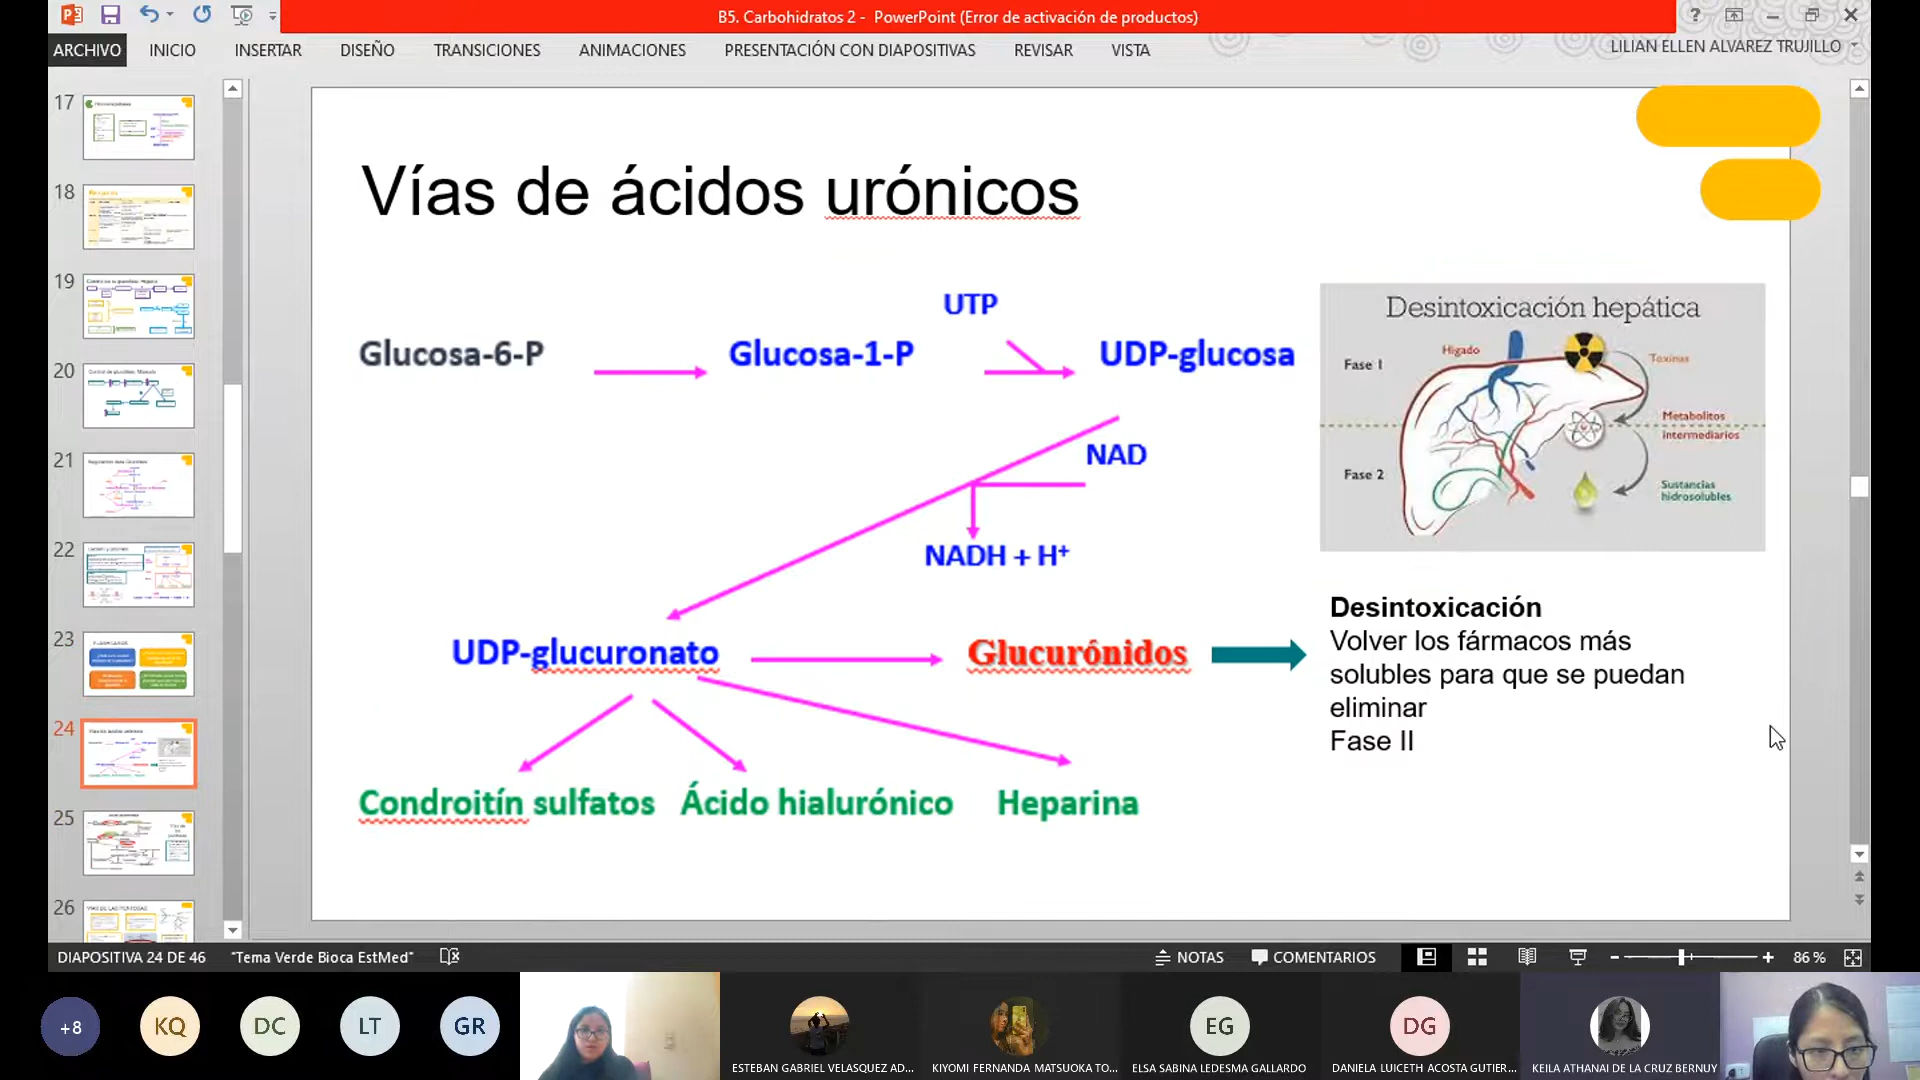 B5. Carbohidratos 2 - PowerPoint (Error de activación de productos)
?
ARCHIVO INICIO INSERTAR DISEÑO TRANSICIONES ANIMACIONES PRESENTACIÓN CON DIAPOSITIVAS REVISAR VISTA
LILIAN ELLEN ALVAREZ TRUJILLO
17
18
19
20
21
22
23
24
25
26
Vías de ácidos urónicos
UTP
Glucosa-6-P
Glucosa-1-P
UDP-glucosa
NAD
NADH + H⁺
UDP-glucuronato
Glucurónidos
Condroitín sulfatos
Ácido hialurónico
Heparina
Desintoxicación hepática
Fase 1
Hígado
Toxinas
Metabolitos
intermediarios
Fase 2
Sustancias
hidrosolubles
Desintoxicación
Volver los fármacos más
solubles para que se puedan
eliminar
Fase II
DIAPOSITIVA 24 DE 46 "Tema Verde Bioca EstMed" NOTAS COMENTARIOS 86 %
+8
KQ
DC
LT
GR
ESTEBAN GABRIEL VELASQUEZ AD...
KIYOMI FERNANDA MATSUOKA TO...
EG
ELSA SABINA LEDESMA GALLARDO
DG
DANIELA LUICETH ACOSTA GUTIER...
KEILA ATHANAI DE LA CRUZ BERNUY